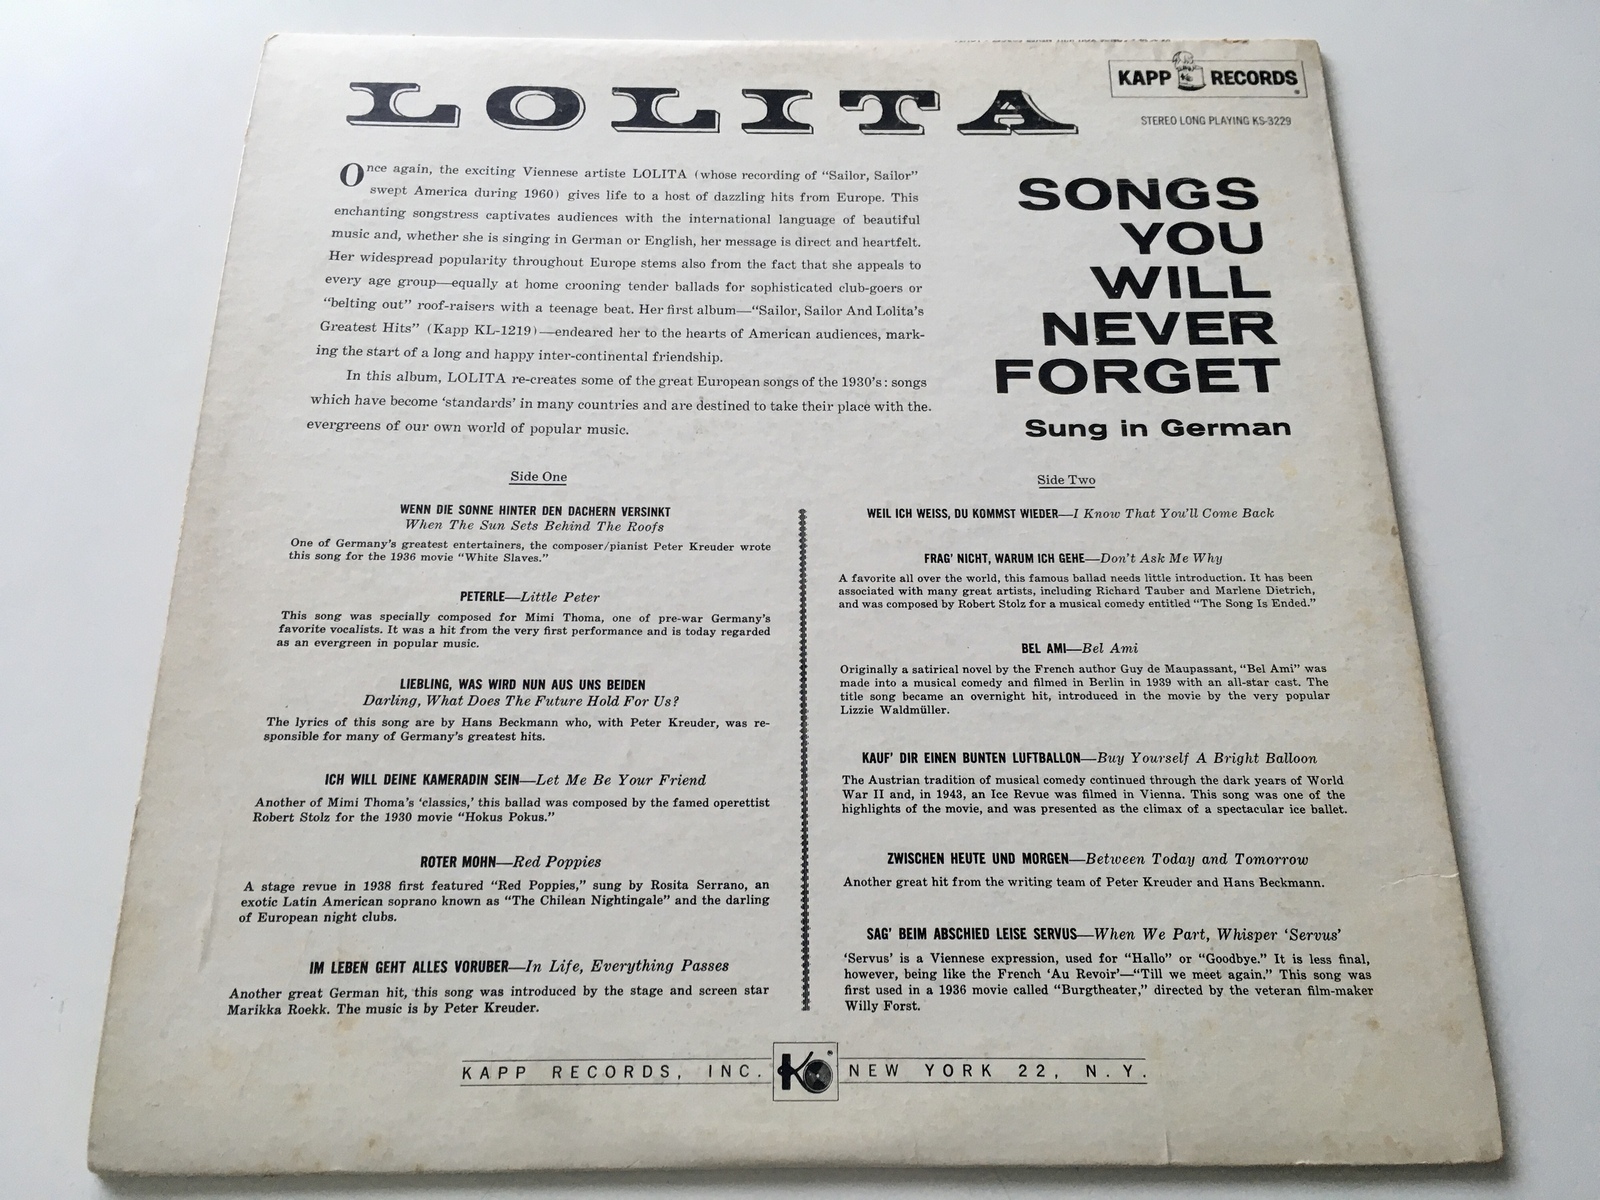 LOLITA
KAPP RECORDS
STEREO LONG PLAYING KS-3229
Once again, the exciting Viennese artiste LOLITA (whose recording of "Sailor, Sailor"
swept America during 1960) gives life to a host of dazzling hits from Europe. This
enchanting songstress captivates audiences with the international language of beautiful
music and, whether she is singing in German or English, her message is direct and heartfelt.
Her widespread popularity throughout Europe stems also from the fact that she appeals to
every age group—equally at home crooning tender ballads for sophisticated club-goers or
"belting out" roof-raisers with a teenage beat. Her first album—"Sailor, Sailor And Lolita's
Greatest Hits" (Kapp KL-1219)—endeared her to the hearts of American audiences, mark-
ing the start of a long and happy inter-continental friendship.
In this album, LOLITA re-creates some of the great European songs of the 1930's: songs
which have become 'standards' in many countries and are destined to take their place with the.
evergreens of our own world of popular music.
SONGS
YOU
WILL
NEVER
FORGET
Sung in German
Side One
WENN DIE SONNE HINTER DEN DACHERN VERSINKT
When The Sun Sets Behind The Roofs
One of Germany's greatest entertainers, the composer/pianist Peter Kreuder wrote
this song for the 1936 movie "White Slaves."
PETERLE—Little Peter
This song was specially composed for Mimi Thoma, one of pre-war Germany's
favorite vocalists. It was a hit from the very first performance and is today regarded
as an evergreen in popular music.
LIEBLING, WAS WIRD NUN AUS UNS BEIDEN
Darling, What Does The Future Hold For Us?
The lyrics of this song are by Hans Beckmann who, with Peter Kreuder, was re-
sponsible for many of Germany's greatest hits.
ICH WILL DEINE KAMERADIN SEIN—Let Me Be Your Friend
Another of Mimi Thoma's 'classics,' this ballad was composed by the famed operettist
Robert Stolz for the 1930 movie "Hokus Pokus."
ROTER MOHN—Red Poppies
A stage revue in 1938 first featured "Red Poppies," sung by Rosita Serrano, an
exotic Latin American soprano known as "The Chilean Nightingale" and the darling
of European night clubs.
IM LEBEN GEHT ALLES VORUBER—In Life, Everything Passes
Another great German hit, this song was introduced by the stage and screen star
Marikka Roekk. The music is by Peter Kreuder.
Side Two
WEIL ICH WEISS, DU KOMMST WIEDER—I Know That You'll Come Back
FRAG' NICHT, WARUM ICH GEHE—Don't Ask Me Why
A favorite all over the world, this famous ballad needs little introduction. It has been
associated with many great artists, including Richard Tauber and Marlene Dietrich,
and was composed by Robert Stolz for a musical comedy entitled "The Song Is Ended."
BEL AMI—Bel Ami
Originally a satirical novel by the French author Guy de Maupassant, "Bel Ami" was
made into a musical comedy and filmed in Berlin in 1939 with an all-star cast. The
title song became an overnight hit, introduced in the movie by the very popular
Lizzie Waldmüller.
KAUF' DIR EINEN BUNTEN LUFTBALLON—Buy Yourself A Bright Balloon
The Austrian tradition of musical comedy continued through the dark years of World
War II and, in 1943, an Ice Revue was filmed in Vienna. This song was one of the
highlights of the movie, and was presented as the climax of a spectacular ice ballet.
ZWISCHEN HEUTE UND MORGEN—Between Today and Tomorrow
Another great hit from the writing team of Peter Kreuder and Hans Beckmann.
SAG' BEIM ABSCHIED LEISE SERVUS—When We Part, Whisper 'Servus'
'Servus' is a Viennese expression, used for "Hallo" or "Goodbye." It is less final,
however, being like the French 'Au Revoir'—"Till we meet again." This song was
first used in a 1936 movie called "Burgtheater," directed by the veteran film-maker
Willy Forst.
KAPP RECORDS, INC. K NEW YORK 22, N.Y.